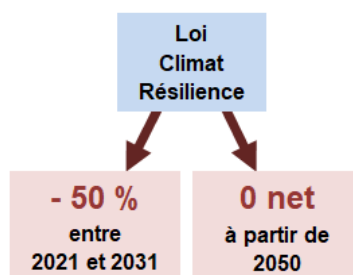 Loi
Climat
Résilience
- 50 %
entre
2021 et 2031
0 net
à partir de
2050